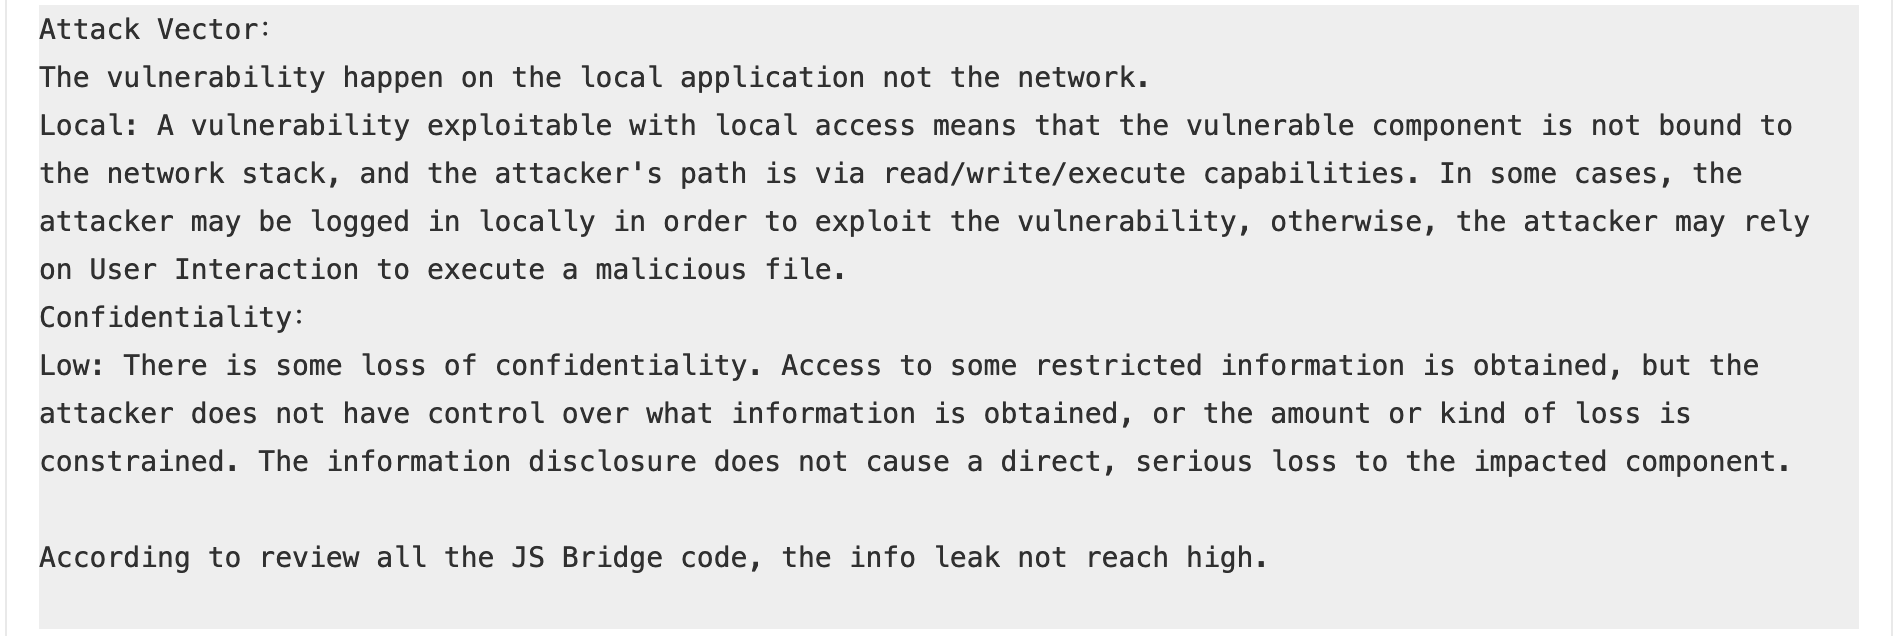 Attack Vector:
The vulnerability happen on the local application not the network.
Local: A vulnerability exploitable with local access means that the vulnerable component is not bound to
the network stack, and the attacker's path is via read/write/execute capabilities. In some cases, the
attacker may be logged in locally in order to exploit the vulnerability, otherwise, the attacker may rely
on User Interaction to execute a malicious file.
Confidentiality:
Low: There is some loss of confidentiality. Access to some restricted information is obtained, but the
attacker does not have control over what information is obtained, or the amount or kind of loss is
constrained. The information disclosure does not cause a direct, serious loss to the impacted component.
According to review all the JS Bridge code, the info leak not reach high.